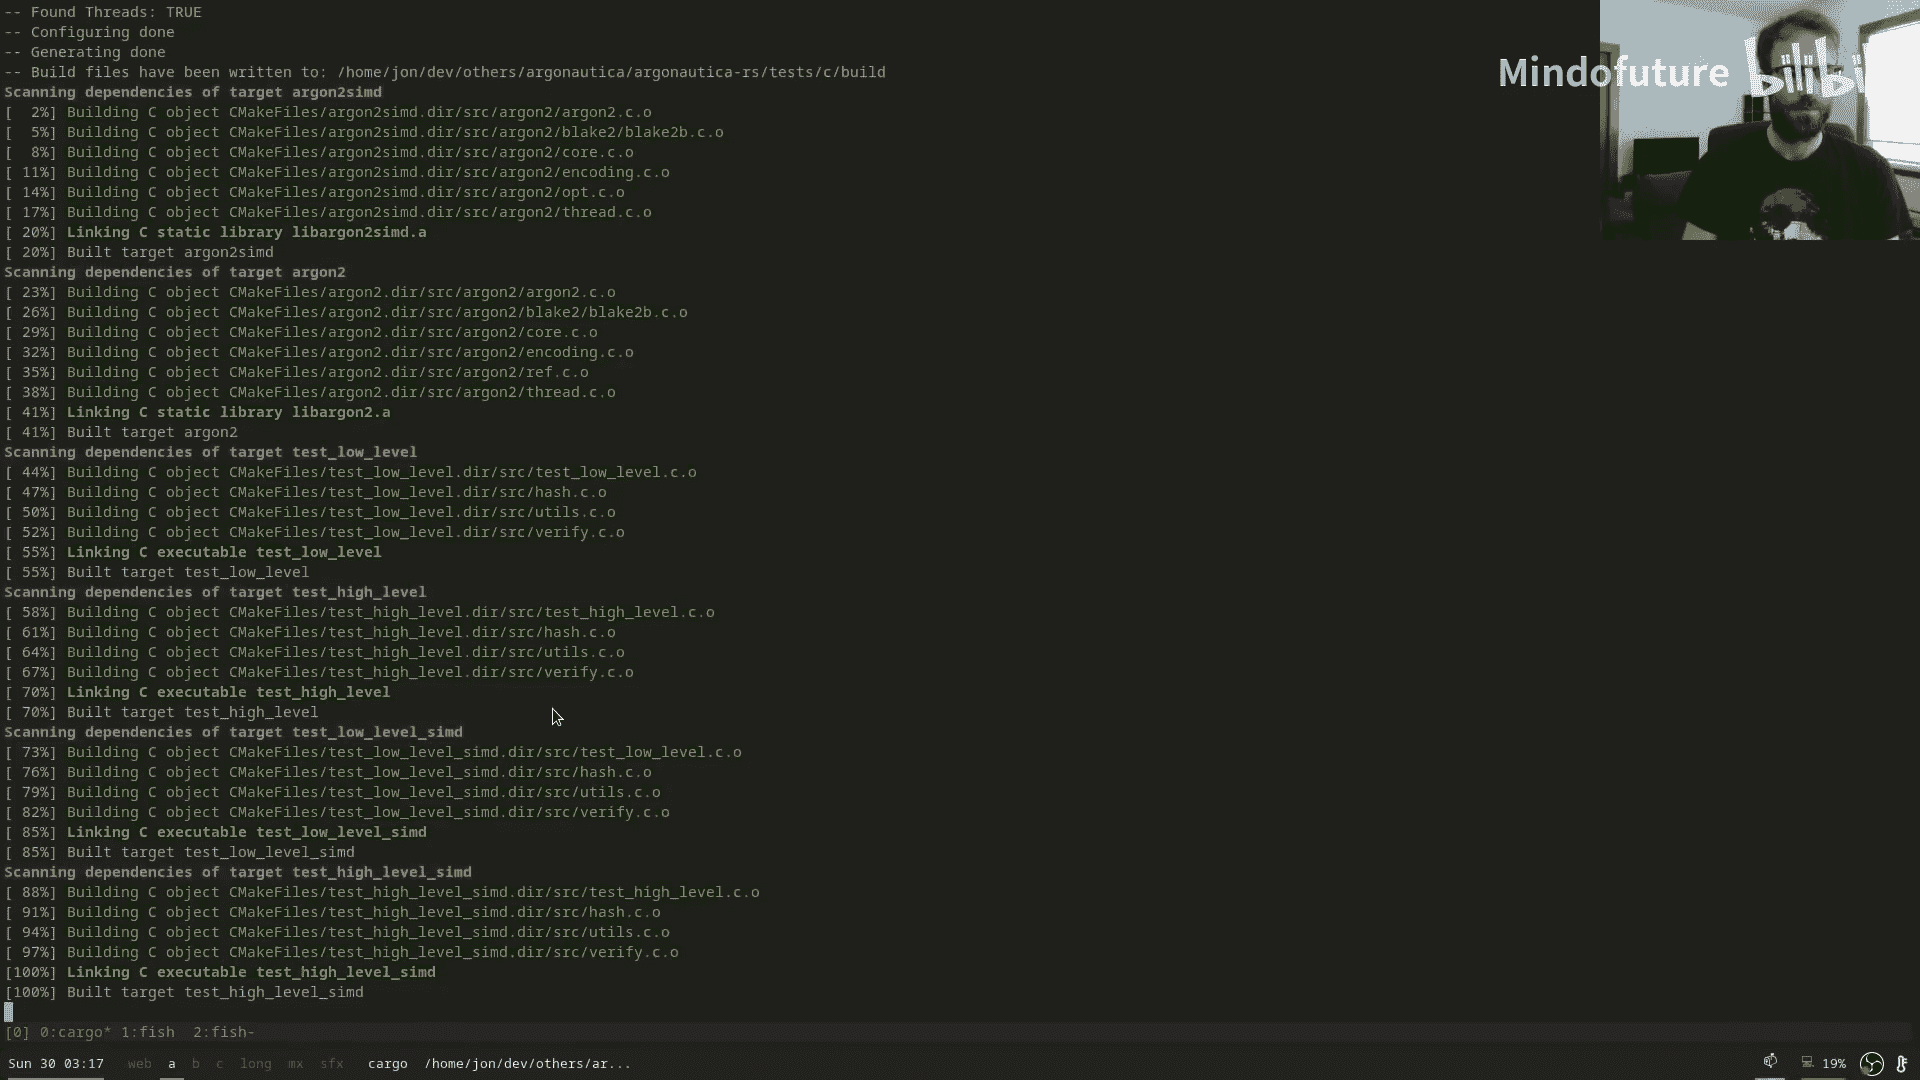 -- Found Threads: TRUE
-- Configuring done
-- Generating done
-- Build files have been written to: /home/jon/dev/others/argonautica/argonautica-rs/tests/c/build
Scanning dependencies of target argon2simd
[  2%] Building C object CMakeFiles/argon2simd.dir/src/argon2/argon2.c.o
[  5%] Building C object CMakeFiles/argon2simd.dir/src/argon2/blake2/blake2b.c.o
[  8%] Building C object CMakeFiles/argon2simd.dir/src/argon2/core.c.o
[ 11%] Building C object CMakeFiles/argon2simd.dir/src/argon2/encoding.c.o
[ 14%] Building C object CMakeFiles/argon2simd.dir/src/argon2/opt.c.o
[ 17%] Building C object CMakeFiles/argon2simd.dir/src/argon2/thread.c.o
[ 20%] Linking C static library libargon2simd.a
[ 20%] Built target argon2simd
Scanning dependencies of target argon2
[ 23%] Building C object CMakeFiles/argon2.dir/src/argon2/argon2.c.o
[ 26%] Building C object CMakeFiles/argon2.dir/src/argon2/blake2/blake2b.c.o
[ 29%] Building C object CMakeFiles/argon2.dir/src/argon2/core.c.o
[ 32%] Building C object CMakeFiles/argon2.dir/src/argon2/encoding.c.o
[ 35%] Building C object CMakeFiles/argon2.dir/src/argon2/ref.c.o
[ 38%] Building C object CMakeFiles/argon2.dir/src/argon2/thread.c.o
[ 41%] Linking C static library libargon2.a
[ 41%] Built target argon2
Scanning dependencies of target test_low_level
[ 44%] Building C object CMakeFiles/test_low_level.dir/src/test_low_level.c.o
[ 47%] Building C object CMakeFiles/test_low_level.dir/src/hash.c.o
[ 50%] Building C object CMakeFiles/test_low_level.dir/src/utils.c.o
[ 52%] Building C object CMakeFiles/test_low_level.dir/src/verify.c.o
[ 55%] Linking C executable test_low_level
[ 55%] Built target test_low_level
Scanning dependencies of target test_high_level
[ 58%] Building C object CMakeFiles/test_high_level.dir/src/test_high_level.c.o
[ 61%] Building C object CMakeFiles/test_high_level.dir/src/hash.c.o
[ 64%] Building C object CMakeFiles/test_high_level.dir/src/utils.c.o
[ 67%] Building C object CMakeFiles/test_high_level.dir/src/verify.c.o
[ 70%] Linking C executable test_high_level
[ 70%] Built target test_high_level
Scanning dependencies of target test_low_level_simd
[ 73%] Building C object CMakeFiles/test_low_level_simd.dir/src/test_low_level.c.o
[ 76%] Building C object CMakeFiles/test_low_level_simd.dir/src/hash.c.o
[ 79%] Building C object CMakeFiles/test_low_level_simd.dir/src/utils.c.o
[ 82%] Building C object CMakeFiles/test_low_level_simd.dir/src/verify.c.o
[ 85%] Linking C executable test_low_level_simd
[ 85%] Built target test_low_level_simd
Scanning dependencies of target test_high_level_simd
[ 88%] Building C object CMakeFiles/test_high_level_simd.dir/src/test_high_level.c.o
[ 91%] Building C object CMakeFiles/test_high_level_simd.dir/src/hash.c.o
[ 94%] Building C object CMakeFiles/test_high_level_simd.dir/src/utils.c.o
[ 97%] Building C object CMakeFiles/test_high_level_simd.dir/src/verify.c.o
[100%] Linking C executable test_high_level_simd
[100%] Built target test_high_level_simd
[0] 0:cargo* 1:fish  2:fish-
Sun 30 03:17 web a b c long mx sfx cargo /home/jon/dev/others/ar... 19%
Mindofuture bilibili